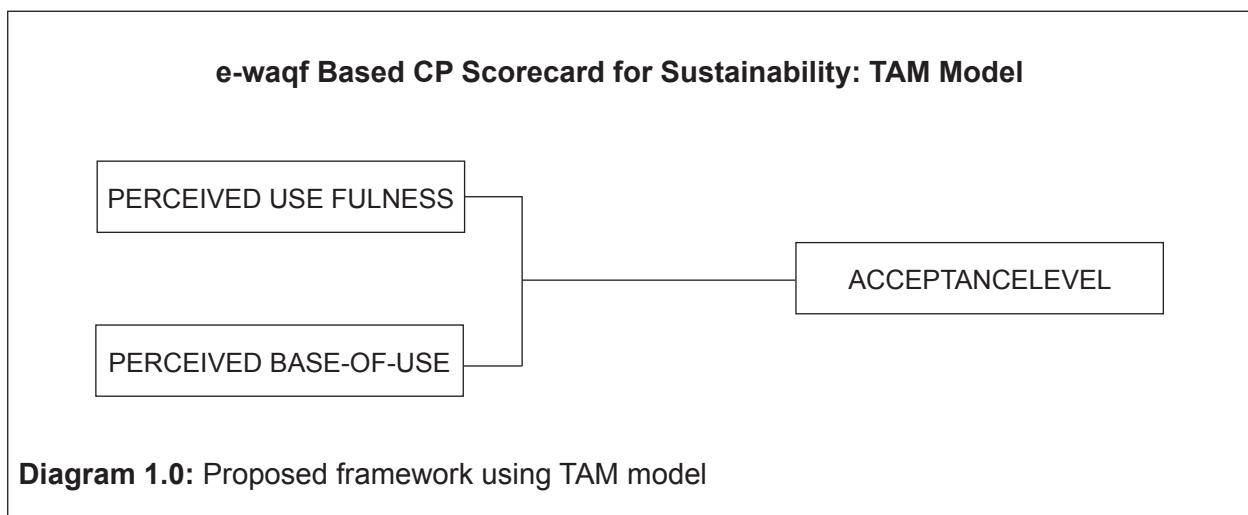 e-waqf Based CP Scorecard for Sustainability: TAM Model
PERCEIVED USE FULNESS
ACCEPTANCELEVEL
PERCEIVED BASE-OF-USE
Diagram 1.0: Proposed framework using TAM model